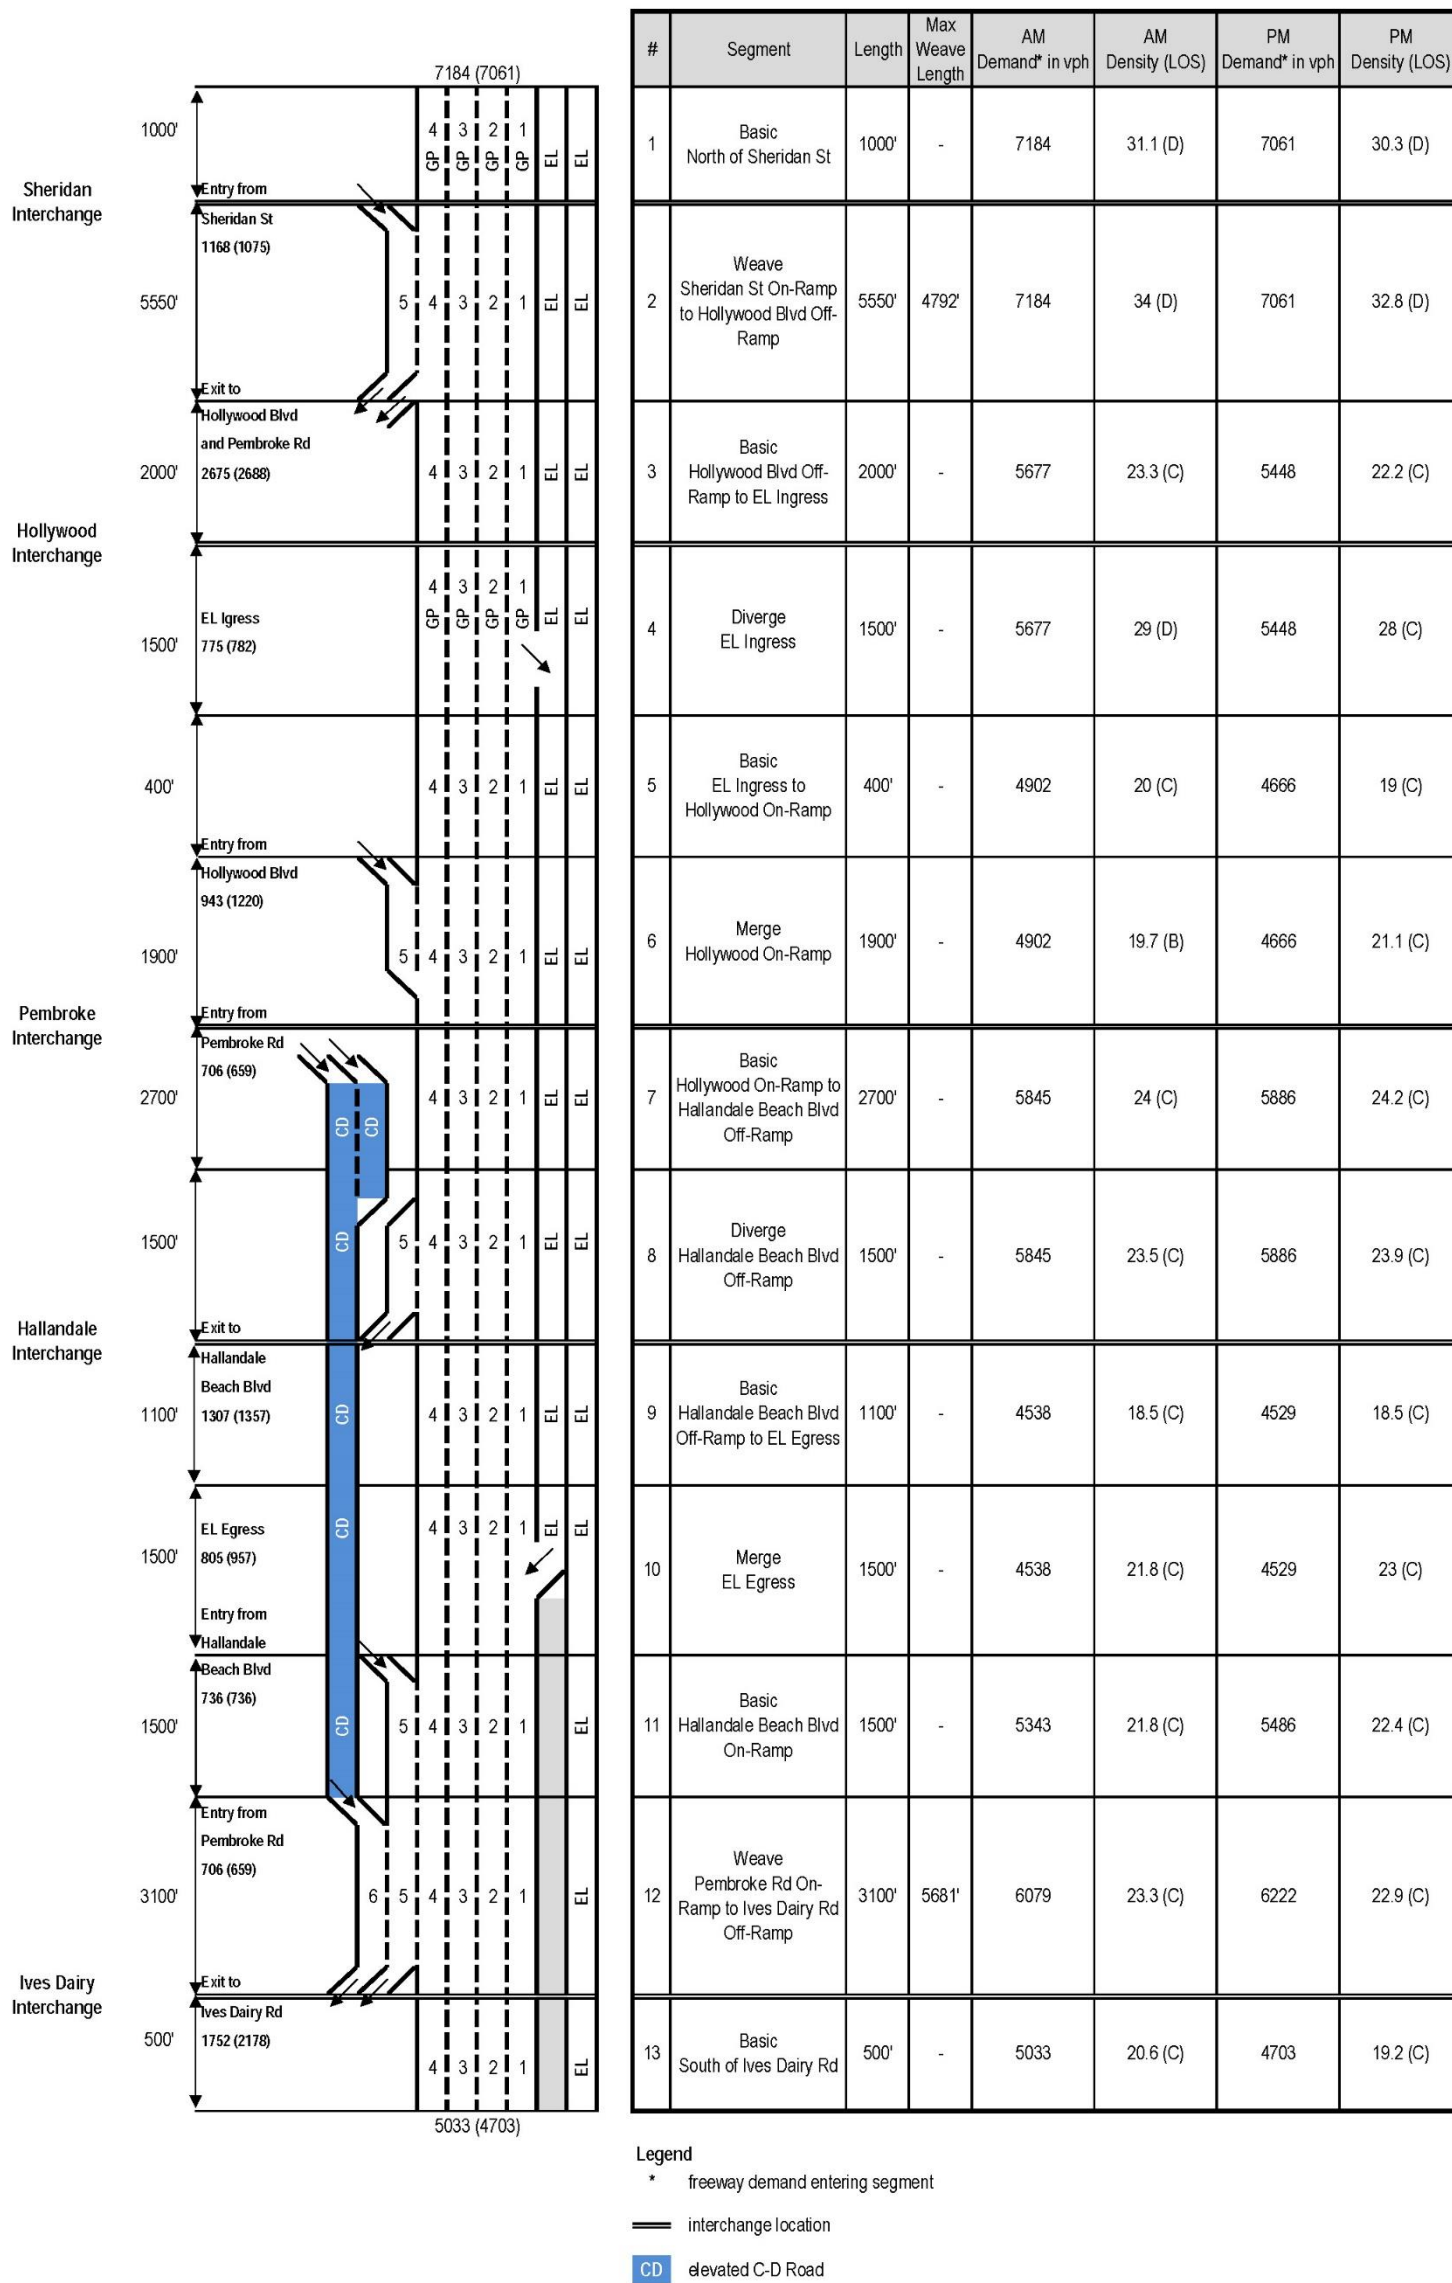 7184 (7061)
1000'
4 3 2 1
GP GP GP GP EL EL
Sheridan
Interchange
Entry from
Sheridan St
1168 (1075)
5550'
5 4 3 2 1 EL EL
Exit to
Hollywood Blvd
and Pembroke Rd
2675 (2688)
2000'
4 3 2 1 EL EL
Hollywood
Interchange
4 3 2 1
GP GP GP GP EL EL
EL Igress
775 (782)
1500'
400'
4 3 2 1 EL EL
Entry from
Hollywood Blvd
943 (1220)
1900'
5 4 3 2 1 EL EL
Pembroke
Interchange
Entry from
Pembroke Rd
706 (659)
2700'
CD CD 4 3 2 1 EL EL
1500'
CD 5 4 3 2 1 EL EL
Hallandale
Interchange
Exit to
Hallandale
Beach Blvd
1307 (1357)
1100'
CD 4 3 2 1 EL EL
EL Egress
805 (957)
1500'
CD 4 3 2 1 EL EL
Entry from
Hallandale
Beach Blvd
736 (736)
1500'
CD 5 4 3 2 1 EL
Entry from
Pembroke Rd
706 (659)
3100'
6 5 4 3 2 1 EL
Ives Dairy
Interchange
Exit to
Ives Dairy Rd
1752 (2178)
500'
4 3 2 1 EL
5033 (4703)
# Segment Length Max Weave Length AM Demand* in vph AM Density (LOS) PM Demand* in vph PM Density (LOS)
1 Basic North of Sheridan St 1000' - 7184 31.1 (D) 7061 30.3 (D)
2 Weave Sheridan St On-Ramp to Hollywood Blvd Off-Ramp 5550' 4792' 7184 34 (D) 7061 32.8 (D)
3 Basic Hollywood Blvd Off-Ramp to EL Ingress 2000' - 5677 23.3 (C) 5448 22.2 (C)
4 Diverge EL Ingress 1500' - 5677 29 (D) 5448 28 (C)
5 Basic EL Ingress to Hollywood On-Ramp 400' - 4902 20 (C) 4666 19 (C)
6 Merge Hollywood On-Ramp 1900' - 4902 19.7 (B) 4666 21.1 (C)
7 Basic Hollywood On-Ramp to Hallandale Beach Blvd Off-Ramp 2700' - 5845 24 (C) 5886 24.2 (C)
8 Diverge Hallandale Beach Blvd Off-Ramp 1500' - 5845 23.5 (C) 5886 23.9 (C)
9 Basic Hallandale Beach Blvd Off-Ramp to EL Egress 1100' - 4538 18.5 (C) 4529 18.5 (C)
10 Merge EL Egress 1500' - 4538 21.8 (C) 4529 23 (C)
11 Basic Hallandale Beach Blvd On-Ramp 1500' - 5343 21.8 (C) 5486 22.4 (C)
12 Weave Pembroke Rd On-Ramp to Ives Dairy Rd Off-Ramp 3100' 5681' 6079 23.3 (C) 6222 22.9 (C)
13 Basic South of Ives Dairy Rd 500' - 5033 20.6 (C) 4703 19.2 (C)
Legend
* freeway demand entering segment
interchange location
CD elevated C-D Road